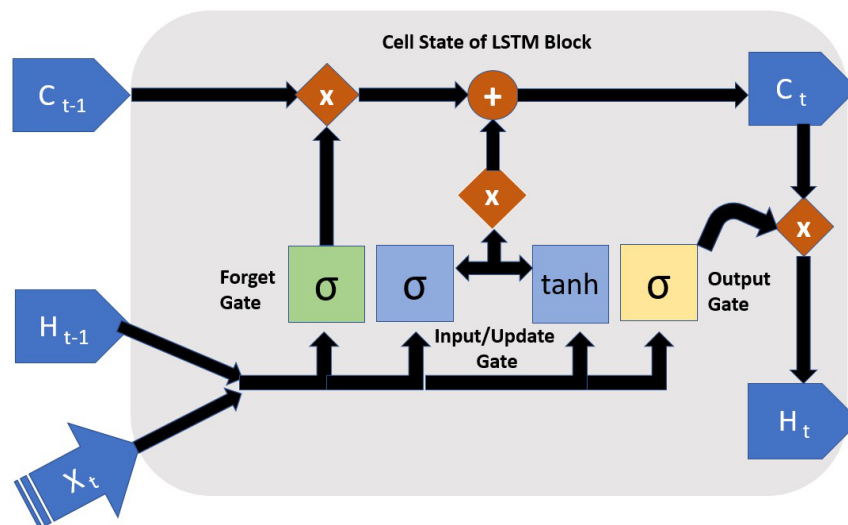 Cell State of LSTM Block
C t-1
x
+
C t
x
x
Forget
Gate
σ
σ
tanh
σ
Output
Gate
H t-1
Input/Update
Gate
H t
X t